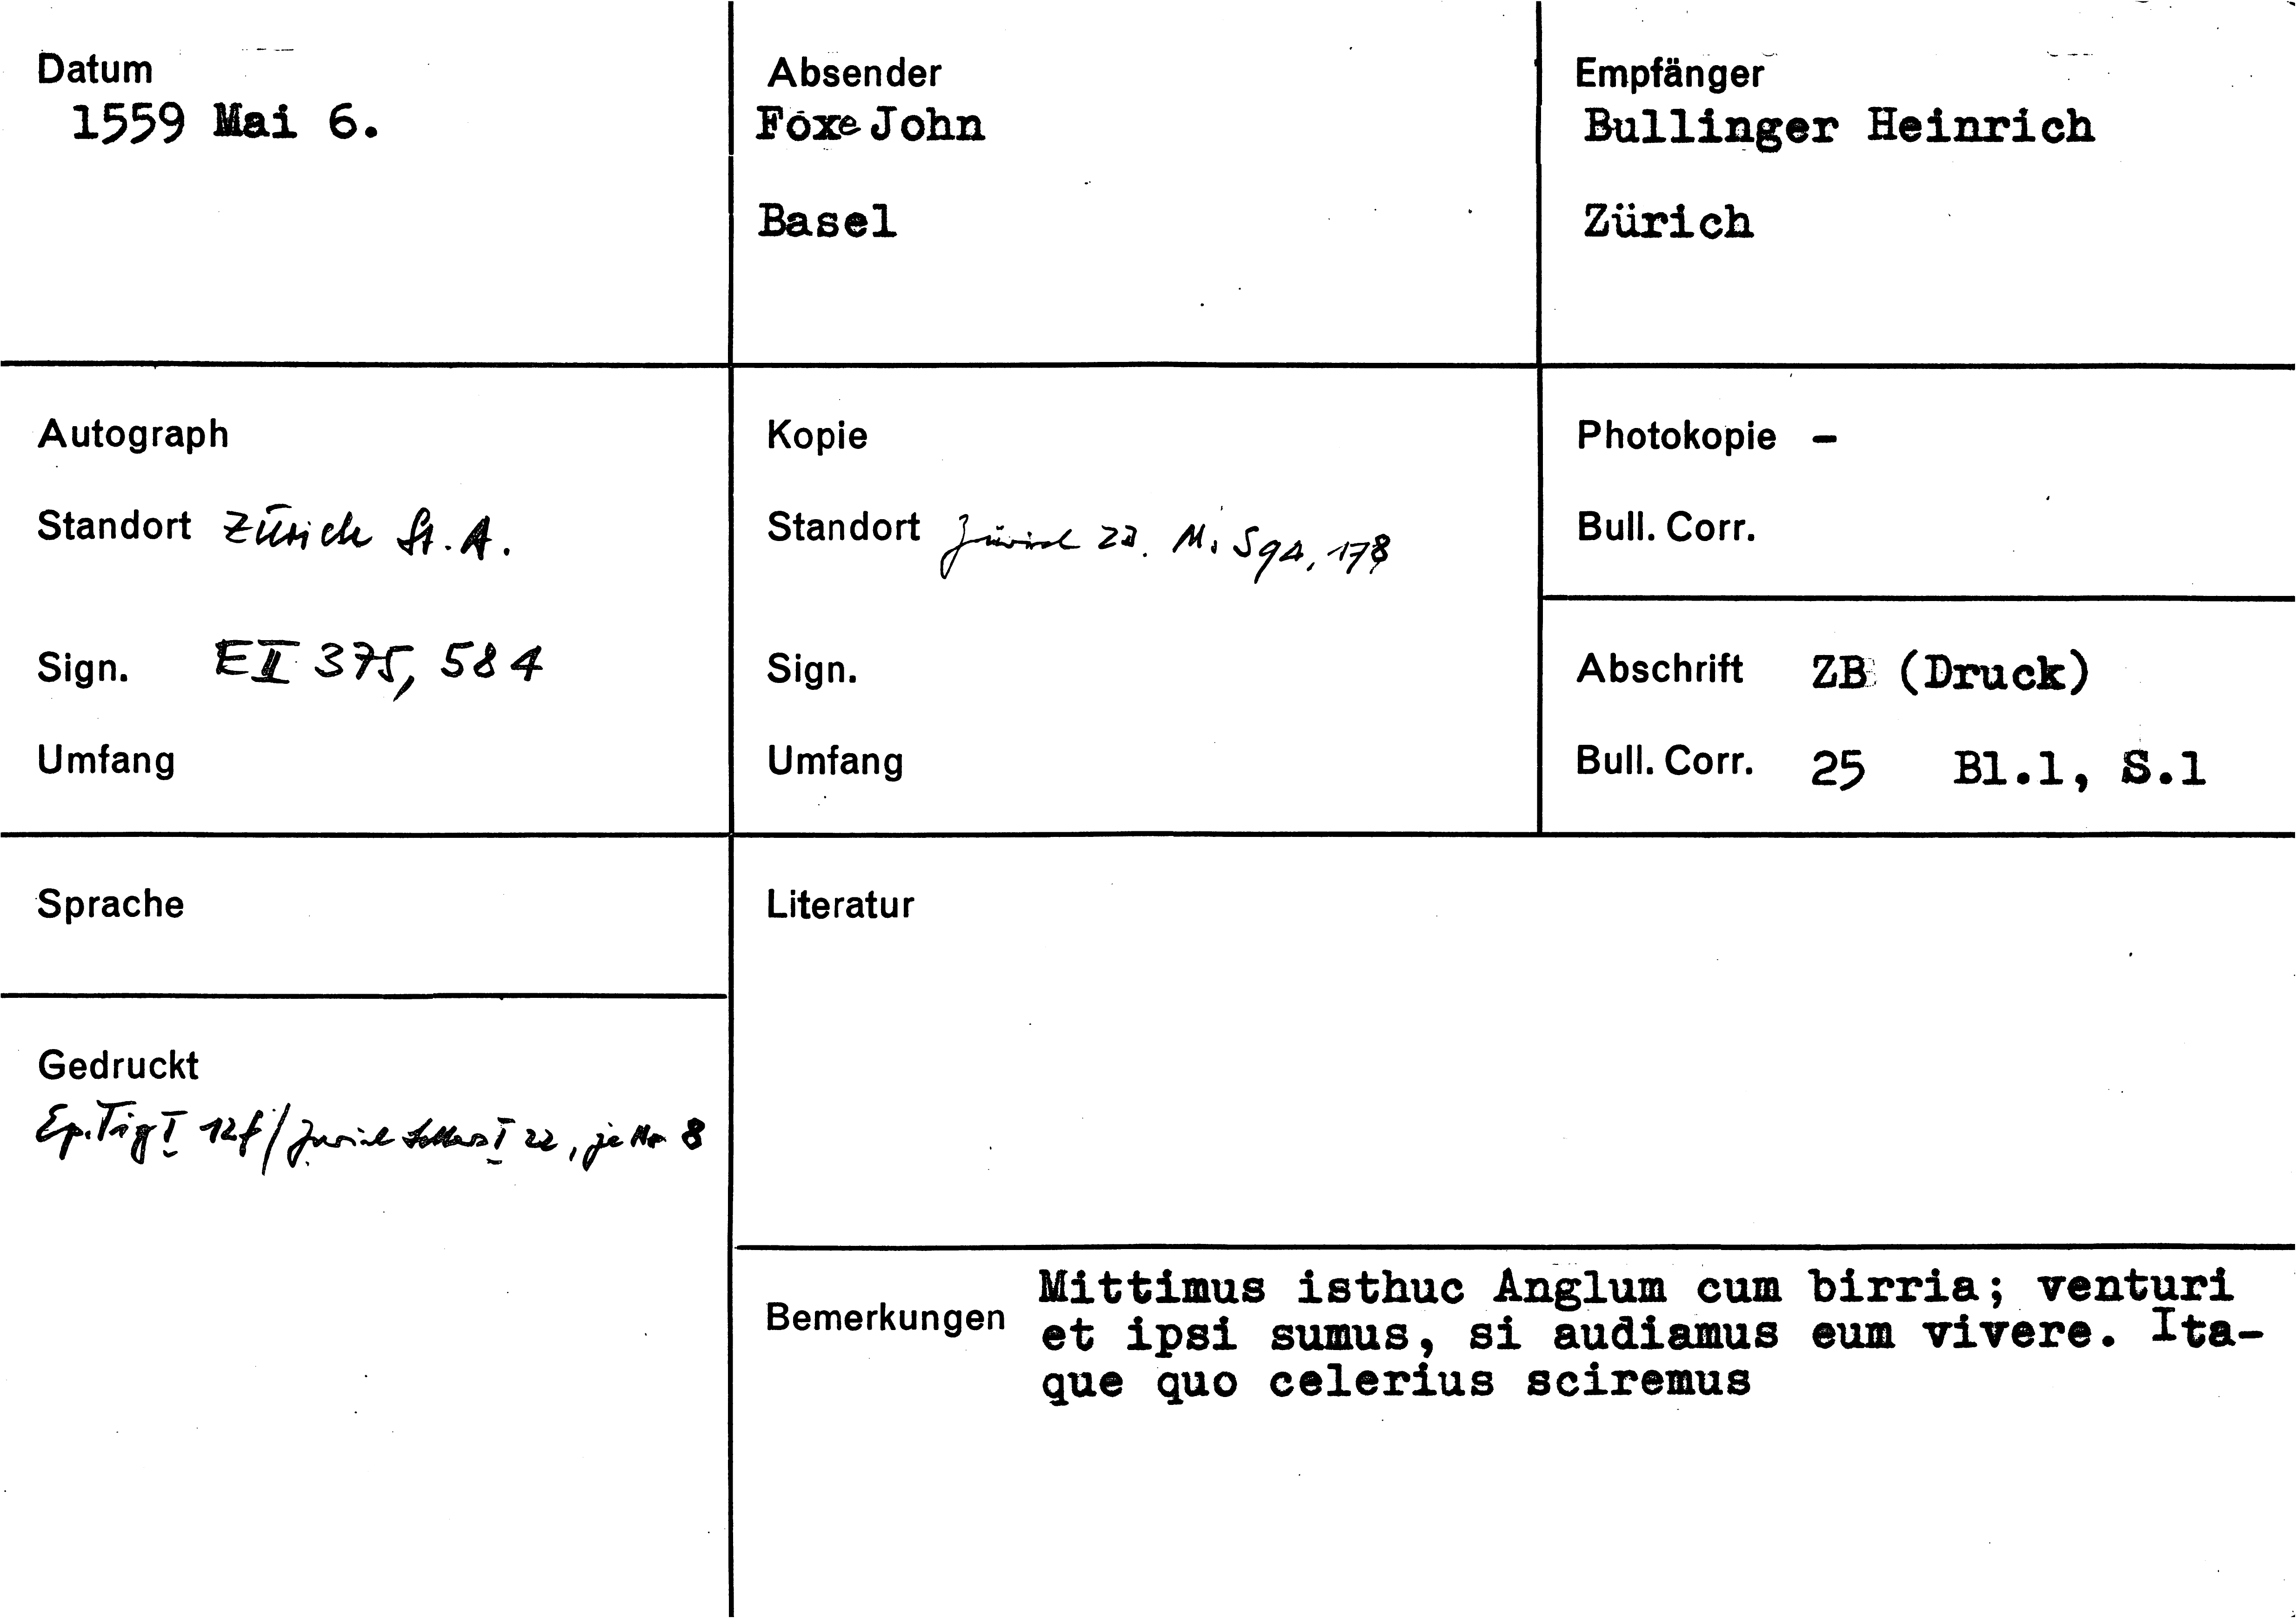 Datum
1559 Mai 6.
Absender
Foxe John
Basel
Empfänger
Bullinger Heinrich
Zürich
Autograph
Standort Zürich St. A.
Sign. E II 375, 584
Umfang
Kopie
Standort Zürich ZB. Ms S 94, 178
Sign.
Umfang
Photokopie -
Bull. Corr.
Abschrift ZB (Druck)
Bull. Corr. 25 Bl.1, S.1
Sprache
Gedruckt
Ep. Tig I 12f / Zurich Letters I 22, je Nr 8
Literatur
Bemerkungen
Mittimus isthuc Anglum cum birria; venturi
et ipsi sumus, si audiamus eum vivere. Ita-
que quo celerius sciremus